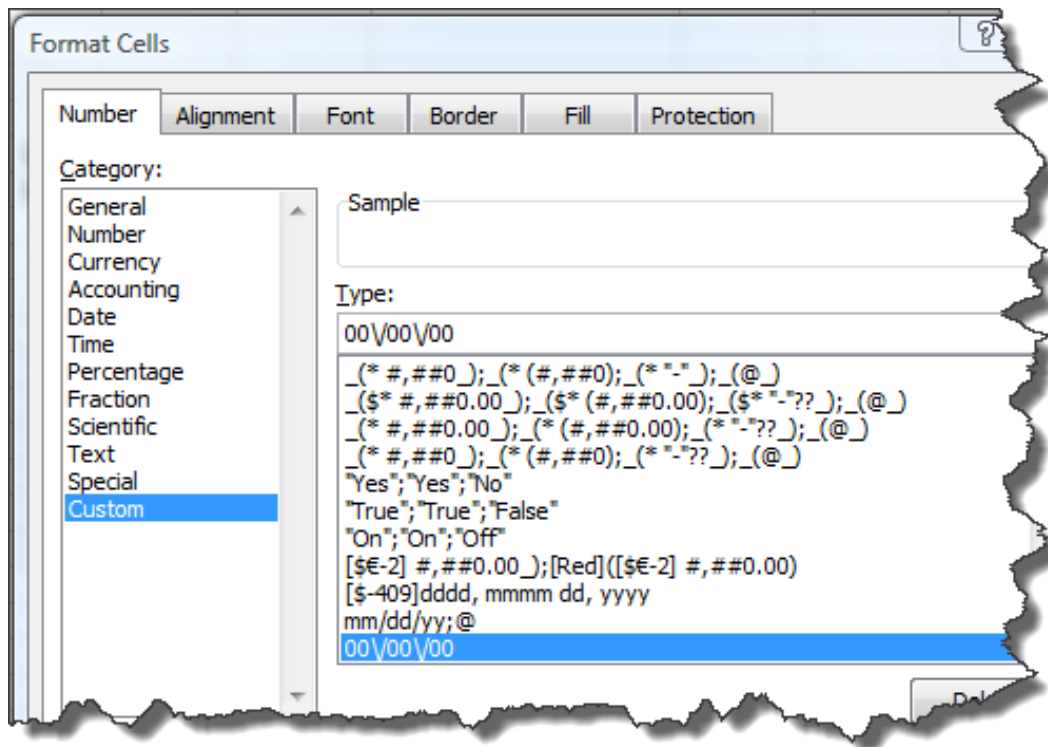 Format Cells
?
Number Alignment Font Border Fill Protection
Category:
General
Number
Currency
Accounting
Date
Time
Percentage
Fraction
Scientific
Text
Special
Custom
Sample
Type:
00\/00\/00
_(* #,##0_);_(* (#,##0);_(* "-"_);_(@_)
_($* #,##0.00_);_($* (#,##0.00);_($* "-"??_);_(@_)
_(* #,##0.00_);_(* (#,##0.00);_(* "-"??_);_(@_)
_(* #,##0_);_(* (#,##0);_(* "-"??_);_(@_)
"Yes";"Yes";"No"
"True";"True";"False"
"On";"On";"Off"
[$€-2] #,##0.00_);[Red]([$€-2] #,##0.00)
[$-409]dddd, mmmm dd, yyyy
mm/dd/yy;@
00\/00\/00